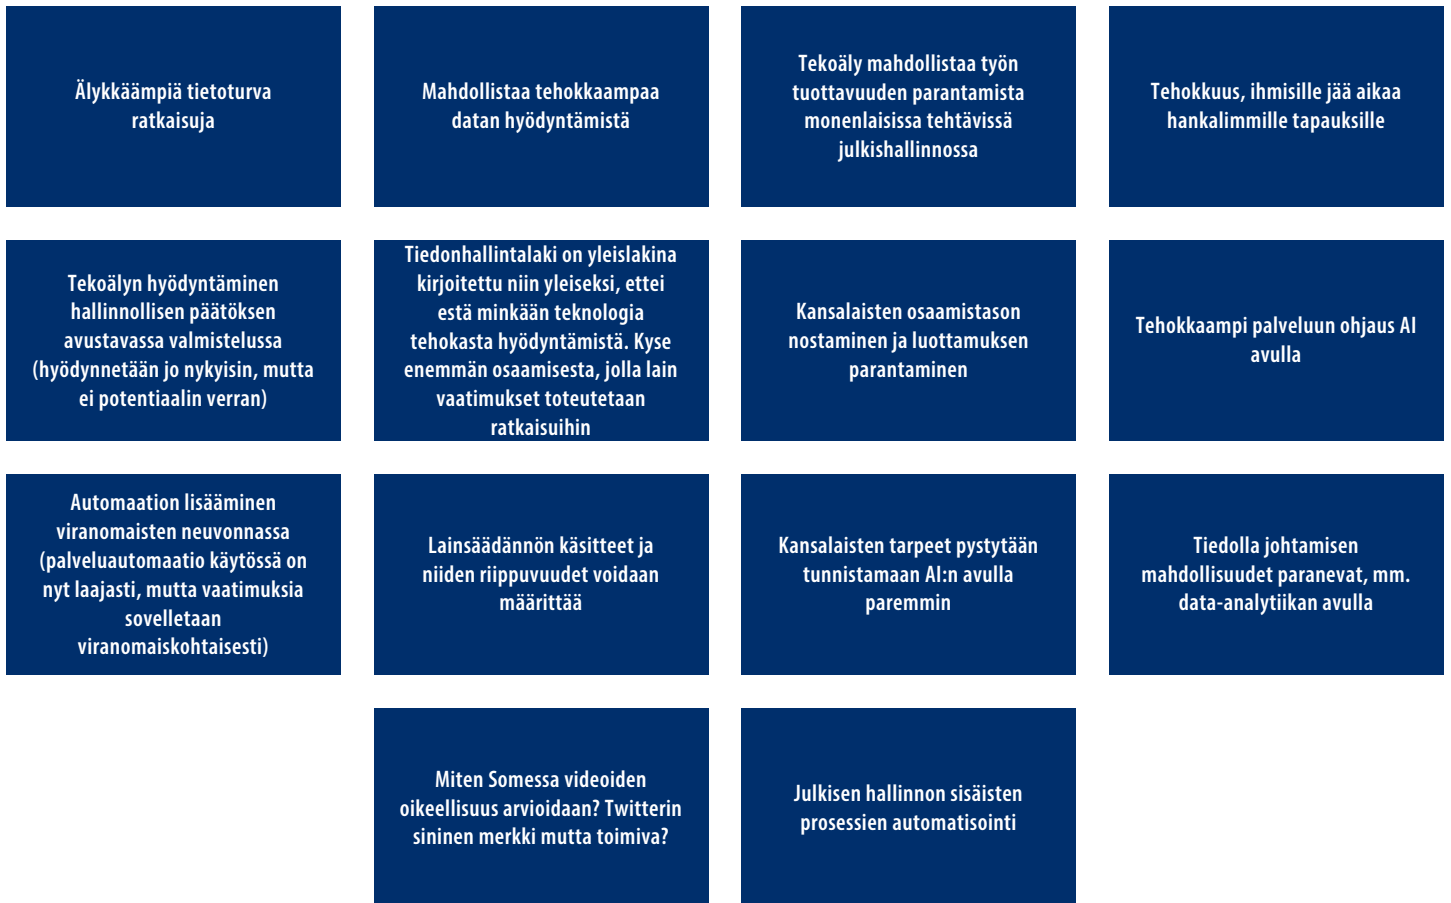 Älykkäämpiä tietoturva
ratkaisuja
Mahdollistaa tehokkaampaa
datan hyödyntämistä
Tekoäly mahdollistaa työn
tuottavuuden parantamista
monenlaisissa tehtävissä
julkishallinnossa
Tehokkuus, ihmisille jää aikaa
hankalimmille tapauksille
Tekoälyn hyödyntäminen
hallinnollisen päätöksen
avustavassa valmistelussa
(hyödynnetään jo nykyisin, mutta
ei potentiaalin verran)
Tiedonhallintalaki on yleislakina
kirjoitettu niin yleiseksi, ettei
estä minkään teknologia
tehokasta hyödyntämistä. Kyse
enemmän osaamisesta, jolla lain
vaatimukset toteutetaan
ratkaisuihin
Kansalaisten osaamistason
nostaminen ja luottamuksen
parantaminen
Tehokkaampi palveluun ohjaus AI
avulla
Automaation lisääminen
viranomaisten neuvonnassa
(palveluautomaatio käytössä on
nyt laajasti, mutta vaatimuksia
sovelletaan
viranomaiskohtaisesti)
Lainsäädännön käsitteet ja
niiden riippuvuudet voidaan
määrittää
Kansalaisten tarpeet pystytään
tunnistamaan AI:n avulla
paremmin
Tiedolla johtamisen
mahdollisuudet paranevat, mm.
data-analytiikan avulla
Miten Somessa videoiden
oikeellisuus arvioidaan? Twitterin
sininen merkki mutta toimiva?
Julkisen hallinnon sisäisten
prosessien automatisointi